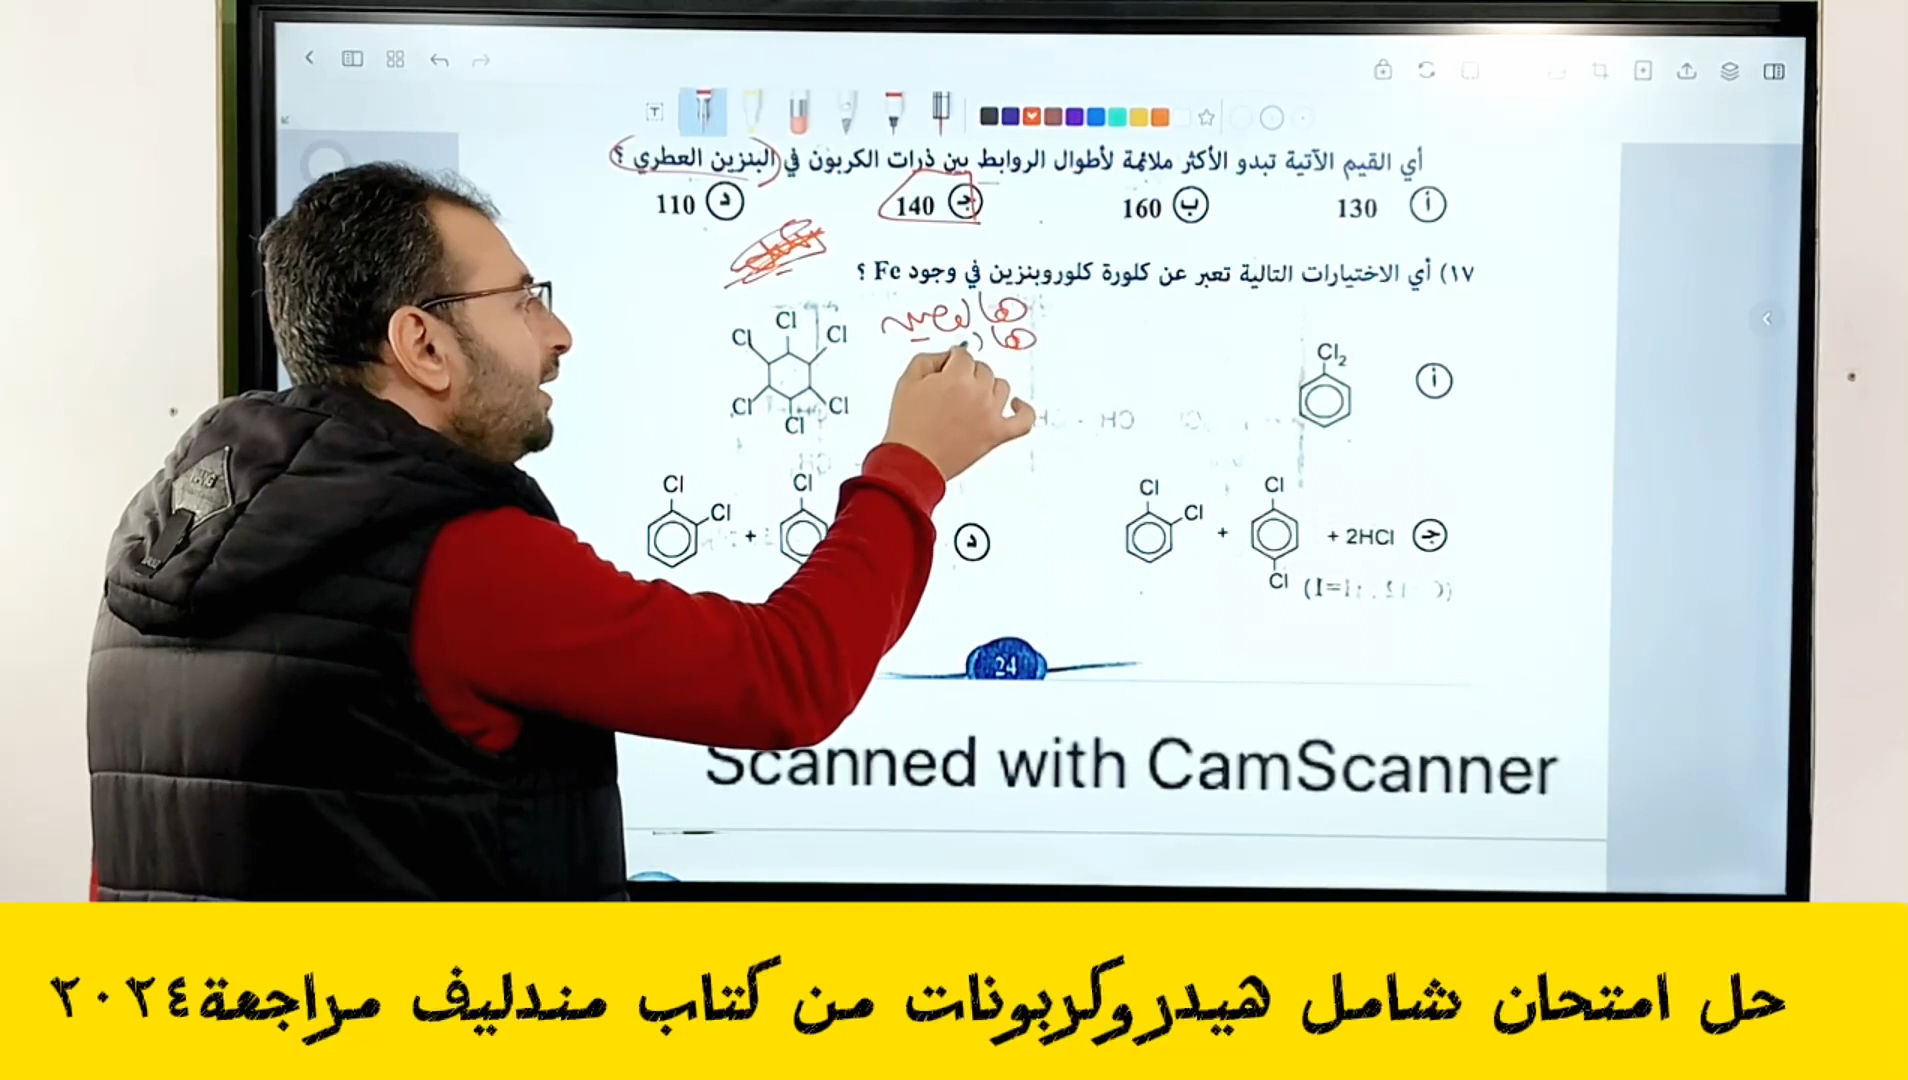 أي القيم الآتية تبدو الأكثر ملائمة لأطوال الروابط بين ذرات الكربون في البنزين العطري ؟
أ 130 ب 160 ج 140 د 110
١٧) أي الاختيارات التالية تعبر عن كلورة كلوروبنزين في وجود Fe ؟
أ Cl2
Cl Cl Cl Cl Cl Cl
ج Cl Cl + Cl Cl + 2HCl
د Cl Cl + Cl
24
Scanned with CamScanner
حل امتحان شامل هيدروكربونات من كتاب مندليف مراجعة٢٠٢٤